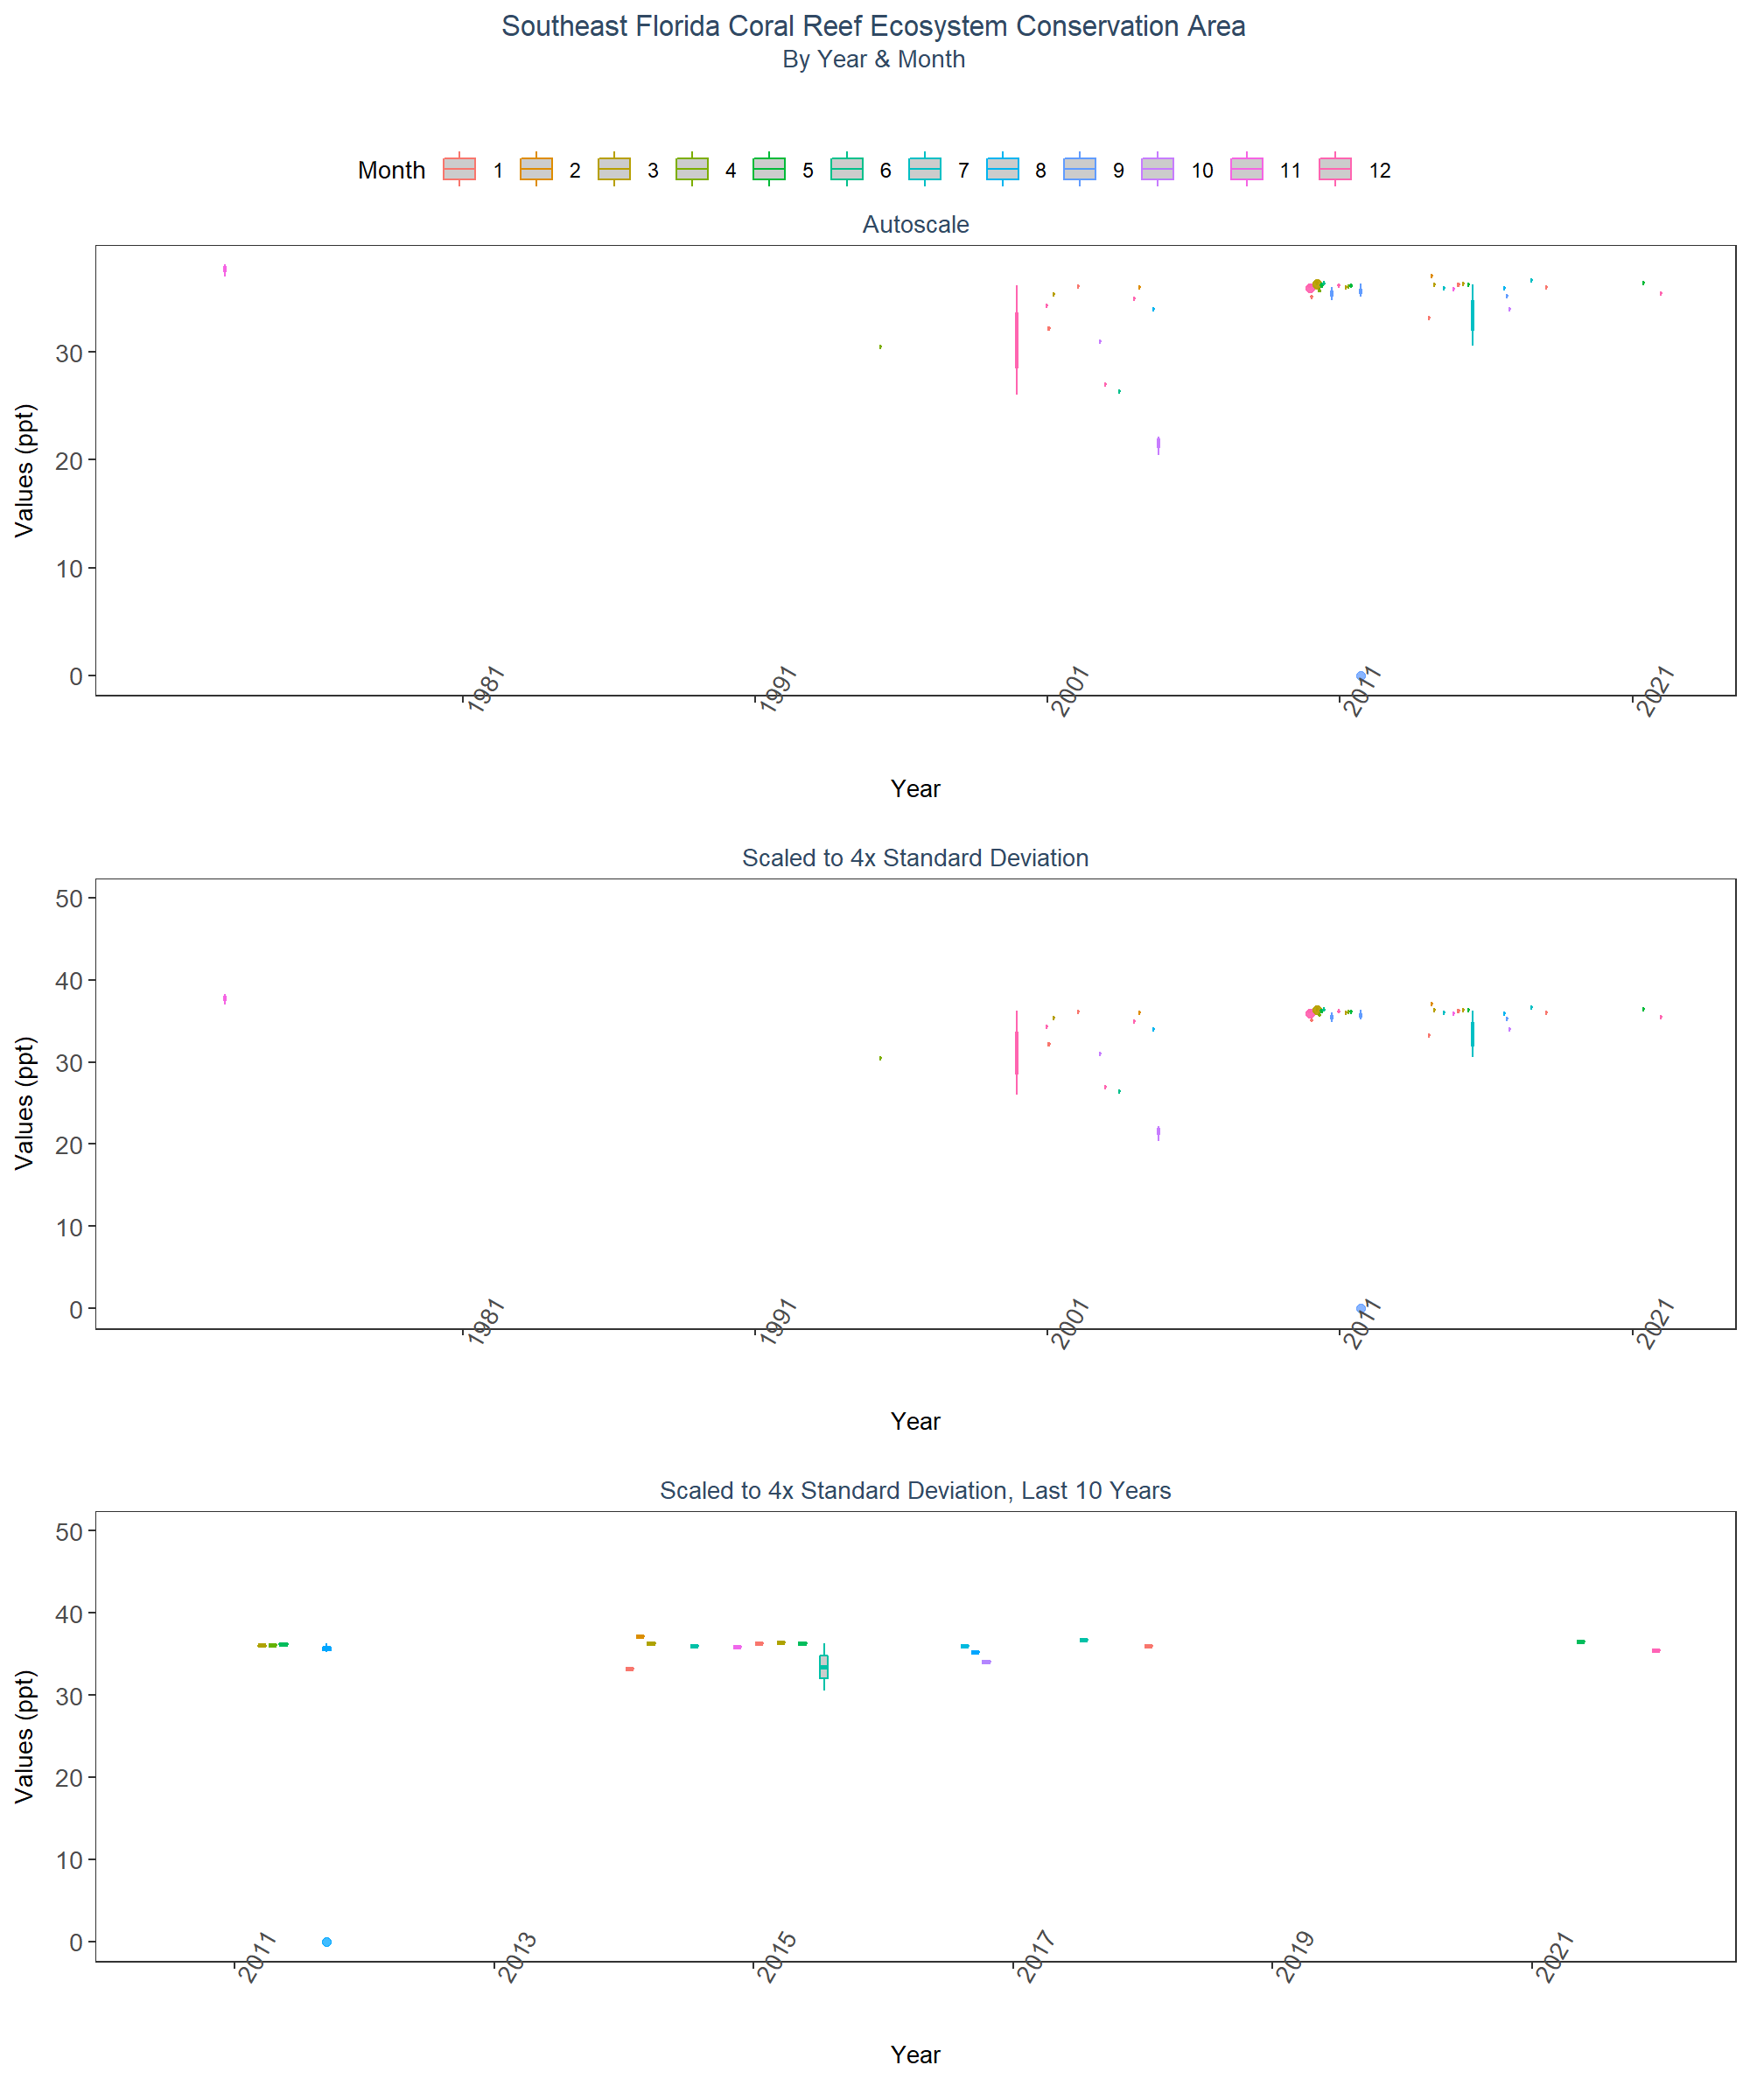 Southeast Florida Coral Reef Ecosystem Conservation Area
By Year & Month
Month 1 2 3 4 5 6 7 8 9 10 11 12
Autoscale
Values (ppt)
30
20
10
0
1981 1991 2001 2011 2021
Year
Scaled to 4x Standard Deviation
Values (ppt)
50
40
30
20
10
0
1981 1991 2001 2011 2021
Year
Scaled to 4x Standard Deviation, Last 10 Years
Values (ppt)
50
40
30
20
10
0
2011 2013 2015 2017 2019 2021
Year